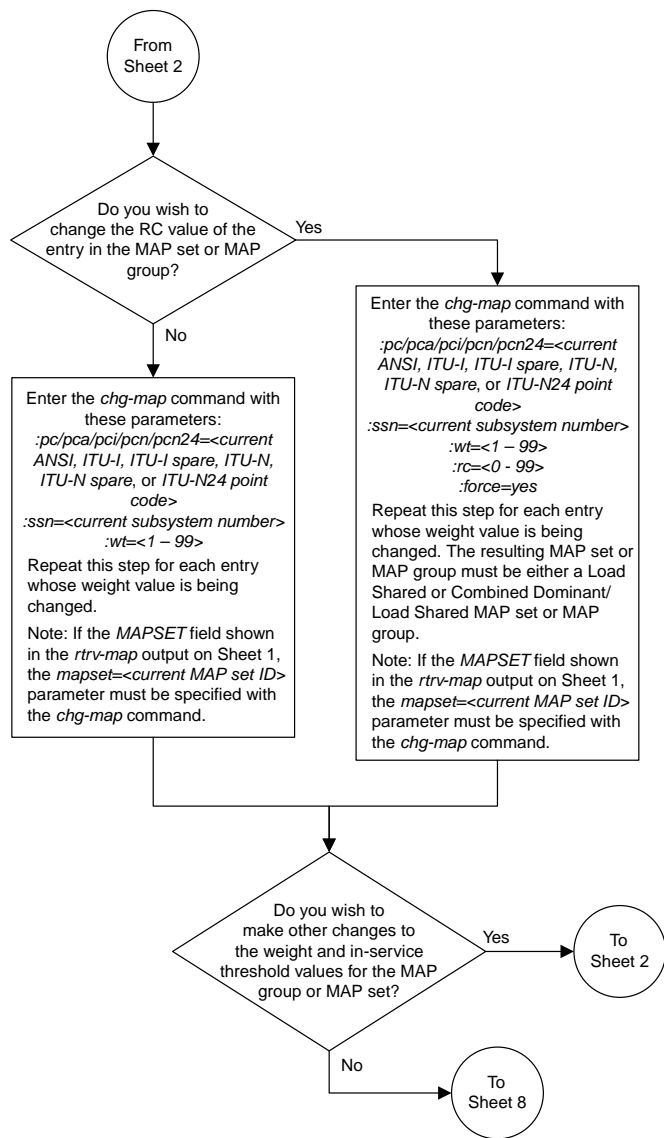 From
Sheet 2
Do you wish to
change the RC value of the
entry in the MAP set or MAP
group?
Yes
No
Enter the chg-map command with
these parameters:
:pc/pca/pci/pcn/pcn24=<current
ANSI, ITU-I, ITU-I spare, ITU-N,
ITU-N spare, or ITU-N24 point
code>
:ssn=<current subsystem number>
:wt=<1 – 99>
Repeat this step for each entry
whose weight value is being
changed.
Note: If the MAPSET field shown
in the rtrv-map output on Sheet 1,
the mapset=<current MAP set ID>
parameter must be specified with
the chg-map command.
Enter the chg-map command with
these parameters:
:pc/pca/pci/pcn/pcn24=<current
ANSI, ITU-I, ITU-I spare, ITU-N,
ITU-N spare, or ITU-N24 point
code>
:ssn=<current subsystem number>
:wt=<1 – 99>
:rc=<0 - 99>
:force=yes
Repeat this step for each entry
whose weight value is being
changed. The resulting MAP set or
MAP group must be either a Load
Shared or Combined Dominant/
Load Shared MAP set or MAP
group.
Note: If the MAPSET field shown
in the rtrv-map output on Sheet 1,
the mapset=<current MAP set ID>
parameter must be specified with
the chg-map command.
Do you wish to
make other changes to
the weight and in-service
threshold values for the MAP
group or MAP set?
Yes
To
Sheet 2
No
To
Sheet 8